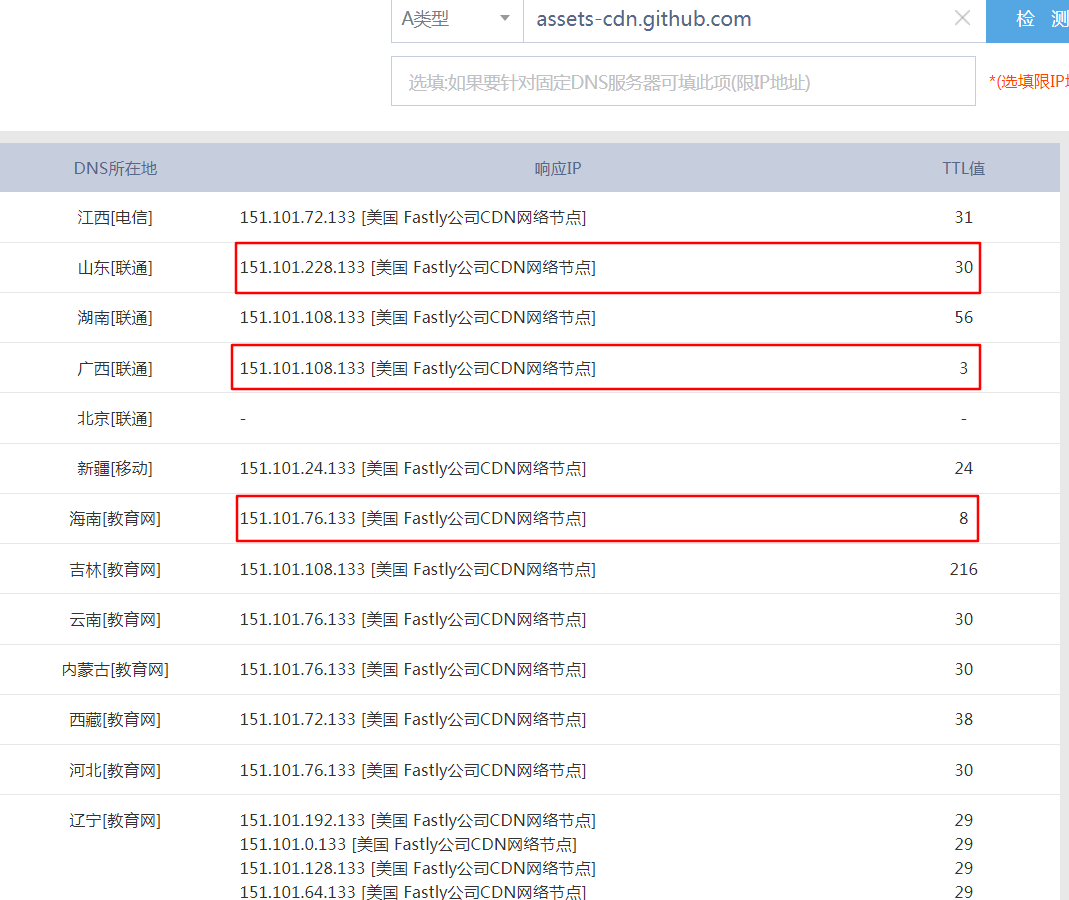 A类型 assets-cdn.github.com 检 测
选填:如果要针对固定DNS服务器可填此项(限IP地址) *(选填限IP地
DNS所在地 响应IP TTL值
江西[电信] 151.101.72.133 [美国 Fastly公司CDN网络节点] 31
山东[联通] 151.101.228.133 [美国 Fastly公司CDN网络节点] 30
湖南[联通] 151.101.108.133 [美国 Fastly公司CDN网络节点] 56
广西[联通] 151.101.108.133 [美国 Fastly公司CDN网络节点] 3
北京[联通] - -
新疆[移动] 151.101.24.133 [美国 Fastly公司CDN网络节点] 24
海南[教育网] 151.101.76.133 [美国 Fastly公司CDN网络节点] 8
吉林[教育网] 151.101.108.133 [美国 Fastly公司CDN网络节点] 216
云南[教育网] 151.101.76.133 [美国 Fastly公司CDN网络节点] 30
内蒙古[教育网] 151.101.76.133 [美国 Fastly公司CDN网络节点] 30
西藏[教育网] 151.101.72.133 [美国 Fastly公司CDN网络节点] 38
河北[教育网] 151.101.76.133 [美国 Fastly公司CDN网络节点] 30
辽宁[教育网] 151.101.192.133 [美国 Fastly公司CDN网络节点] 29
151.101.0.133 [美国 Fastly公司CDN网络节点] 29
151.101.128.133 [美国 Fastly公司CDN网络节点] 29
151.101.64.133 [美国 Fastly公司CDN网络节点] 29